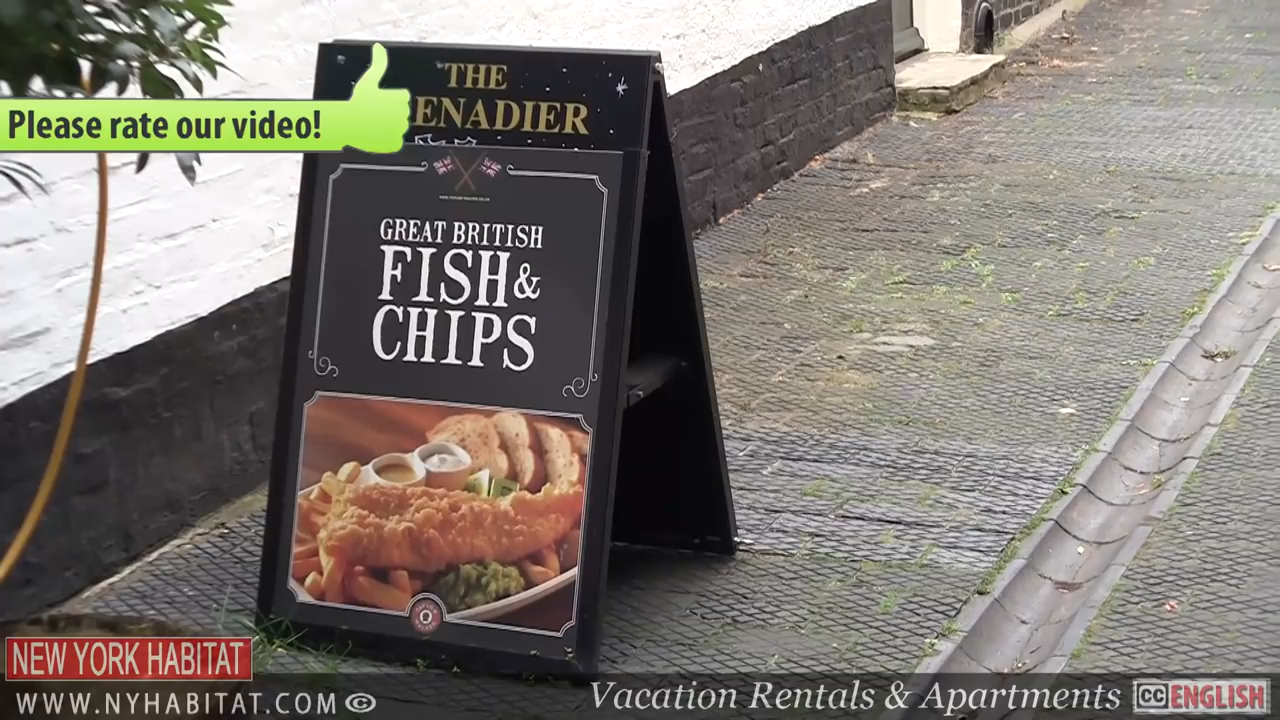 THE
ENADIER
Please rate our video!
GREAT BRITISH
FISH &
CHIPS
NEW YORK HABITAT
WWW.NYHABITAT.COM ©
Vacation Rentals & Apartments
CC ENGLISH